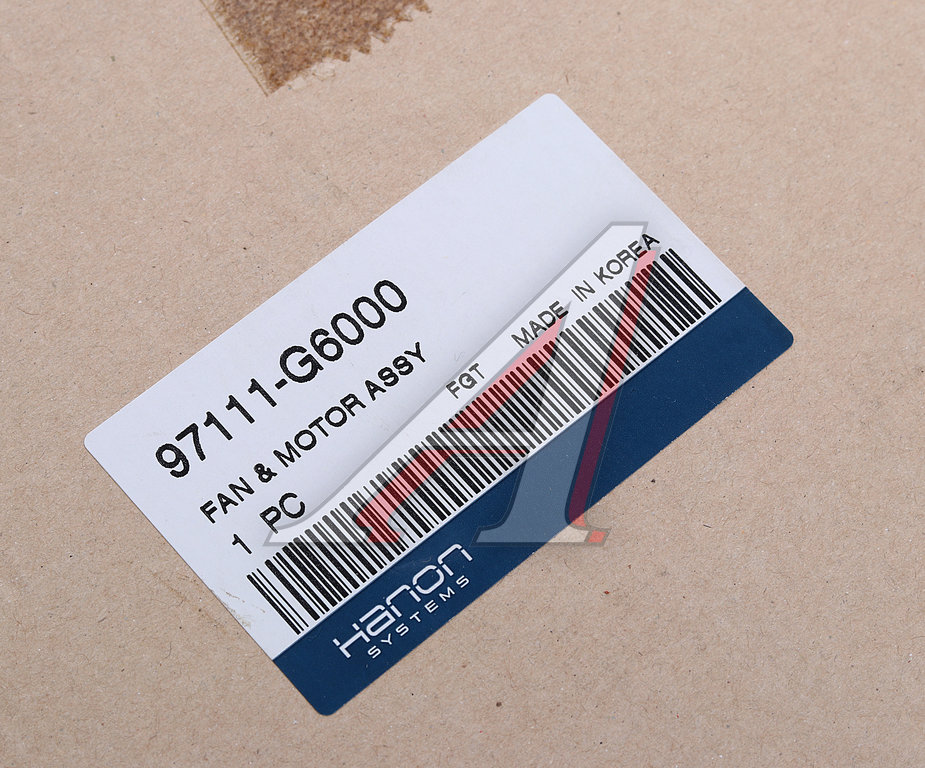 97111-G6000
FAN & MOTOR ASSY
FGT MADE IN KOREA
1 PC
Hanon
SYSTEMS